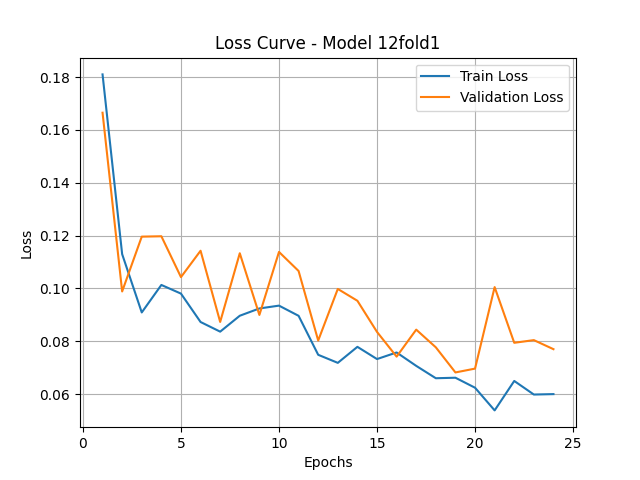 Loss Curve - Model 12fold1
Train Loss
Validation Loss
0.18
0.16
0.14
0.12
0.10
0.08
0.06
Loss
0
5
10
15
20
25
Epochs